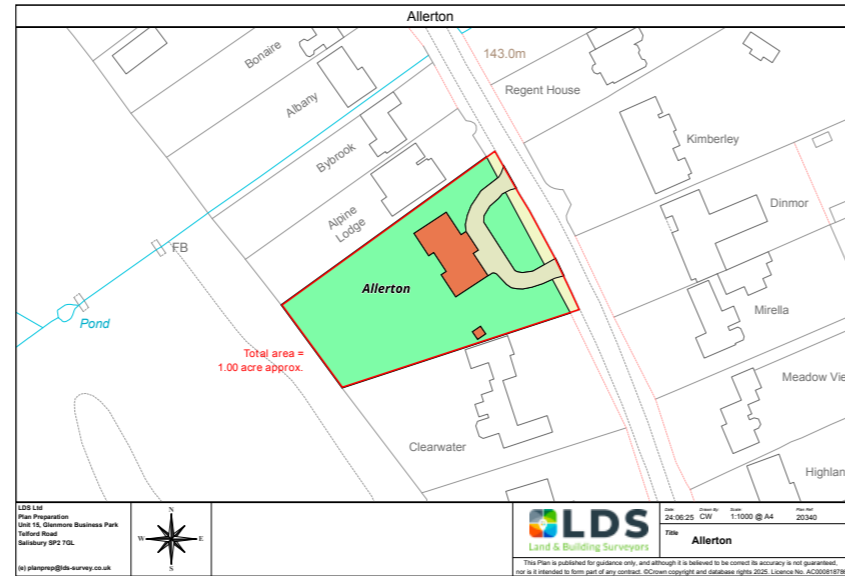 Allerton
Bonaire
143.0m
Regent House
Albany
Kimberley
Bybrook
Dinmor
Alpine
Lodge
FB
Allerton
Mirella
Pond
Total area =
1.00 acre approx.
Meadow Vie
Clearwater
Highlan
LDS Ltd
Plan Preparation
Unit 15, Glenmore Business Park
Telford Road
Salisbury SP2 7GL
(e) planprep@lds-survey.co.uk
N
W E
S
LDS
Land & Building Surveyors
Date Drawn By Scale Plan Ref
24:06:25 CW 1:1000 @ A4 20340
Title
Allerton
This Plan is published for guidance only, and although it is believed to be correct its accuracy is not guaranteed,
nor is it intended to form part of any contract. ©Crown copyright and database rights 2025. Licence No. AC000818786